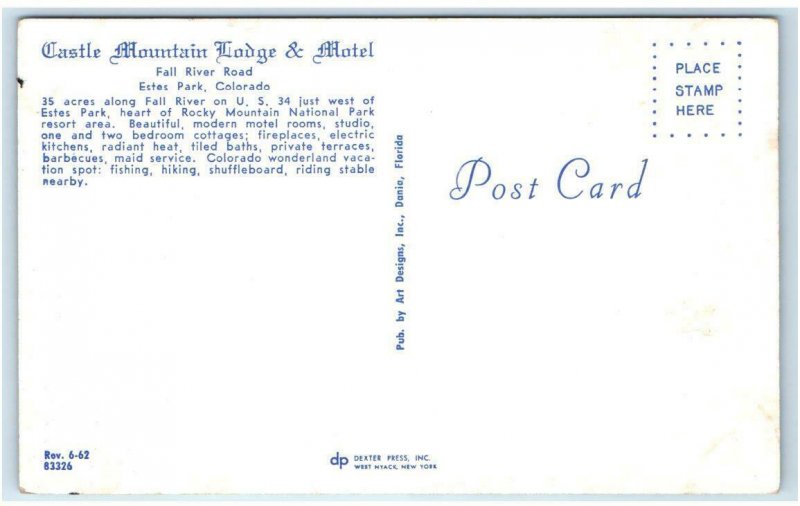 Castle Mountain Lodge & Motel
Fall River Road
Estes Park, Colorado
35 acres along Fall River on U. S. 34 just west of
Estes Park, heart of Rocky Mountain National Park
resort area. Beautiful, modern motel rooms, studio,
one and two bedroom cottages; fireplaces, electric
kitchens, radiant heat, tiled baths, private terraces,
barbecues, maid service. Colorado wonderland vaca-
tion spot: fishing, hiking, shuffleboard, riding stable
nearby.
Rev. 6-62
83326
Pub. by Art Designs, Inc., Dania, Florida
dp DEXTER PRESS, INC.
WEST NYACK, NEW YORK
PLACE
STAMP
HERE
Post Card